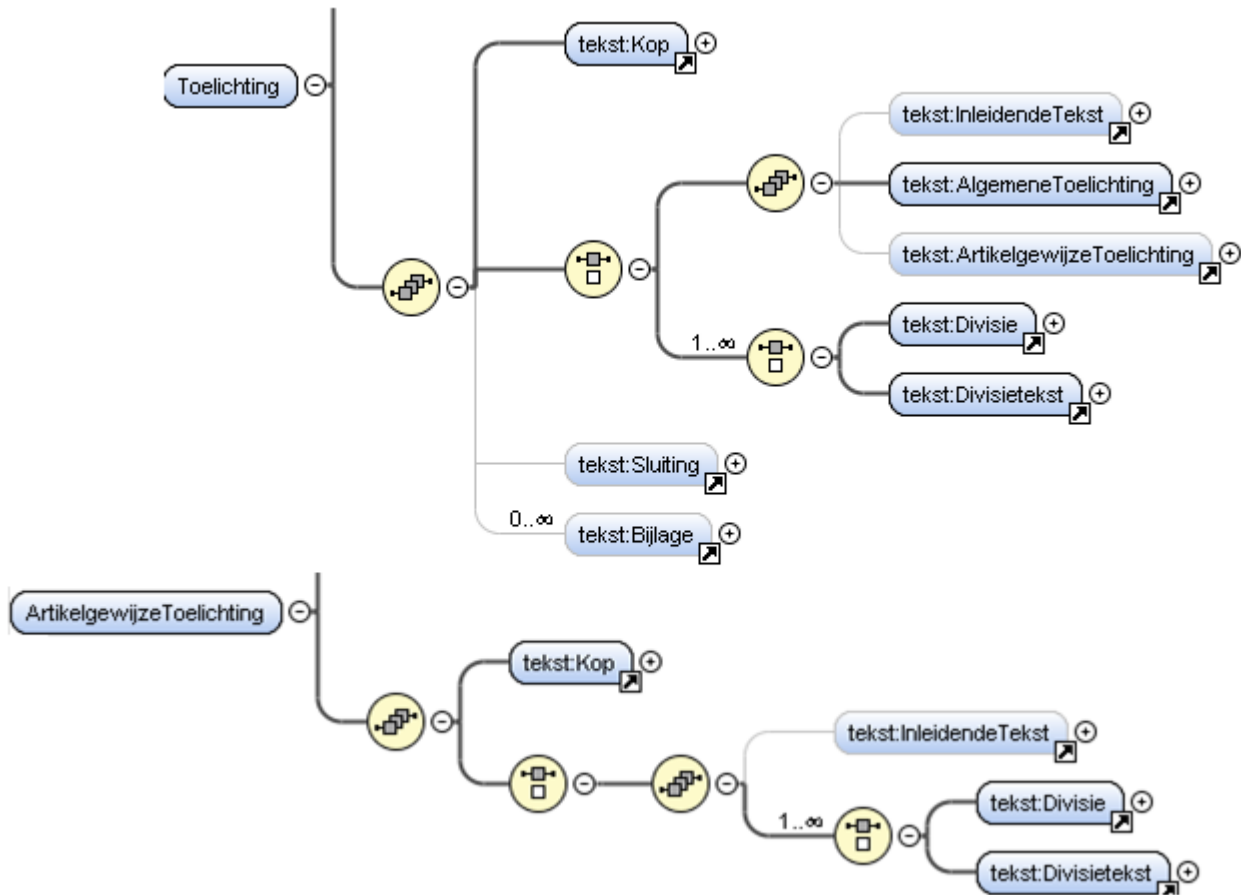 tekst:Kop
Toelichting
tekst:InleidendeTekst
tekst:AlgemeneToelichting
tekst:ArtikelgewijzeToelichting
tekst:Divisie
1..∞
tekst:Divisietekst
tekst:Sluiting
0..∞
tekst:Bijlage
ArtikelgewijzeToelichting
tekst:Kop
tekst:InleidendeTekst
tekst:Divisie
1..∞
tekst:Divisietekst